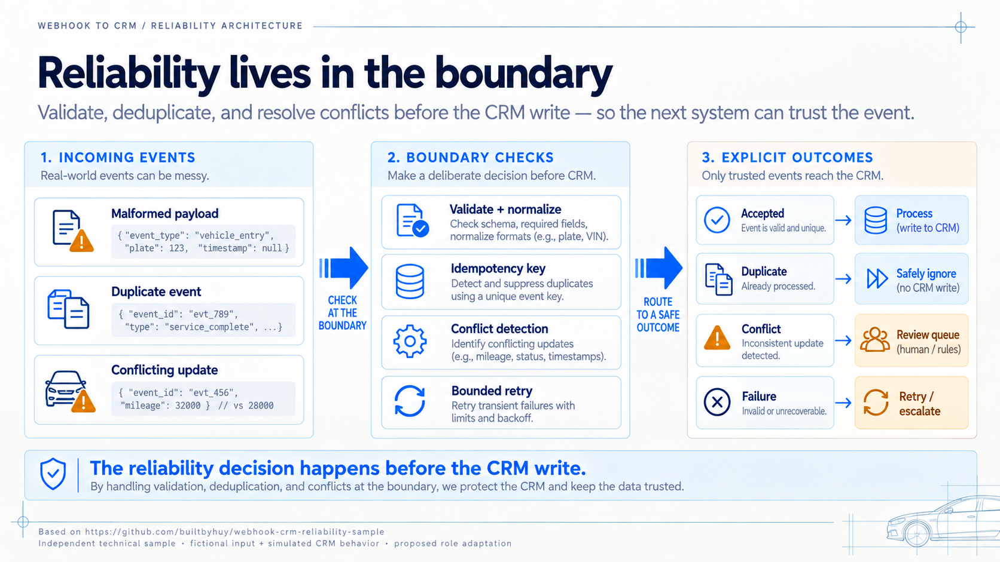 WEBHOOK TO CRM / RELIABILITY ARCHITECTURE
Reliability lives in the boundary
Validate, deduplicate, and resolve conflicts before the CRM write — so the next system can trust the event.
1. INCOMING EVENTS
Real-world events can be messy.
Malformed payload
{ "event_type": "vehicle_entry",
"plate": 123, "timestamp": null }
Duplicate event
{ "event_id": "evt_789",
"type": "service_complete", ...}
Conflicting update
{ "event_id": "evt_456",
"mileage": 32000 } // vs 28000
CHECK
AT THE
BOUNDARY
2. BOUNDARY CHECKS
Make a deliberate decision before CRM.
Validate + normalize
Check schema, required fields,
normalize formats (e.g., plate, VIN).
Idempotency key
Detect and suppress duplicates
using a unique event key.
Conflict detection
Identify conflicting updates
(e.g., mileage, status, timestamps).
Bounded retry
Retry transient failures with
limits and backoff.
ROUTE
TO A SAFE
OUTCOME
3. EXPLICIT OUTCOMES
Only trusted events reach the CRM.
Accepted
Event is valid and unique.
Process
(write to CRM)
Duplicate
Already processed.
Safely ignore
(no CRM write)
Conflict
Inconsistent update
detected.
Review queue
(human / rules)
Failure
Invalid or unrecoverable.
Retry /
escalate
The reliability decision happens before the CRM write.
By handling validation, deduplication, and conflicts at the boundary, we protect the CRM and keep the data trusted.
Based on https://github.com/builtbyhuy/webhook-crm-reliability-sample
Independent technical sample • fictional input + simulated CRM behavior • proposed role adaptation